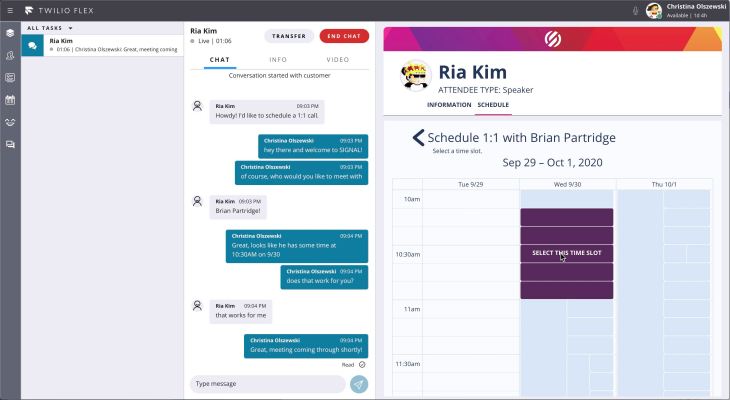 TWILIO FLEX
Christina Olszewski
Available | 1d 4h
ALL TASKS
Ria Kim
01:06 | Christina Olszewski: Great, meeting coming
Ria Kim
Live | 01:06
TRANSFER
END CHAT
CHAT
INFO
VIDEO
Conversation started with customer
Ria Kim 09:03 PM
Howdy! I'd like to schedule a 1:1 call.
Christina Olszewski 09:03 PM
hey there and welcome to SIGNAL!
Christina Olszewski 09:03 PM
of course, who would you like to meet with
Ria Kim 09:03 PM
Brian Partridge!
Christina Olszewski 09:04 PM
Great, looks like he has some time at
10:30AM on 9/30
Christina Olszewski 09:04 PM
does that work for you?
Ria Kim 09:04 PM
that works for me
Christina Olszewski 09:04 PM
Great, meeting coming through shortly!
Read
Type message
Ria Kim
ATTENDEE TYPE: Speaker
INFORMATION
SCHEDULE
Schedule 1:1 with Brian Partridge
Select a time slot.
Sep 29 – Oct 1, 2020
Tue 9/29
Wed 9/30
Thu 10/1
10am
10:30am
SELECT THIS TIME SLOT
11am
11:30am